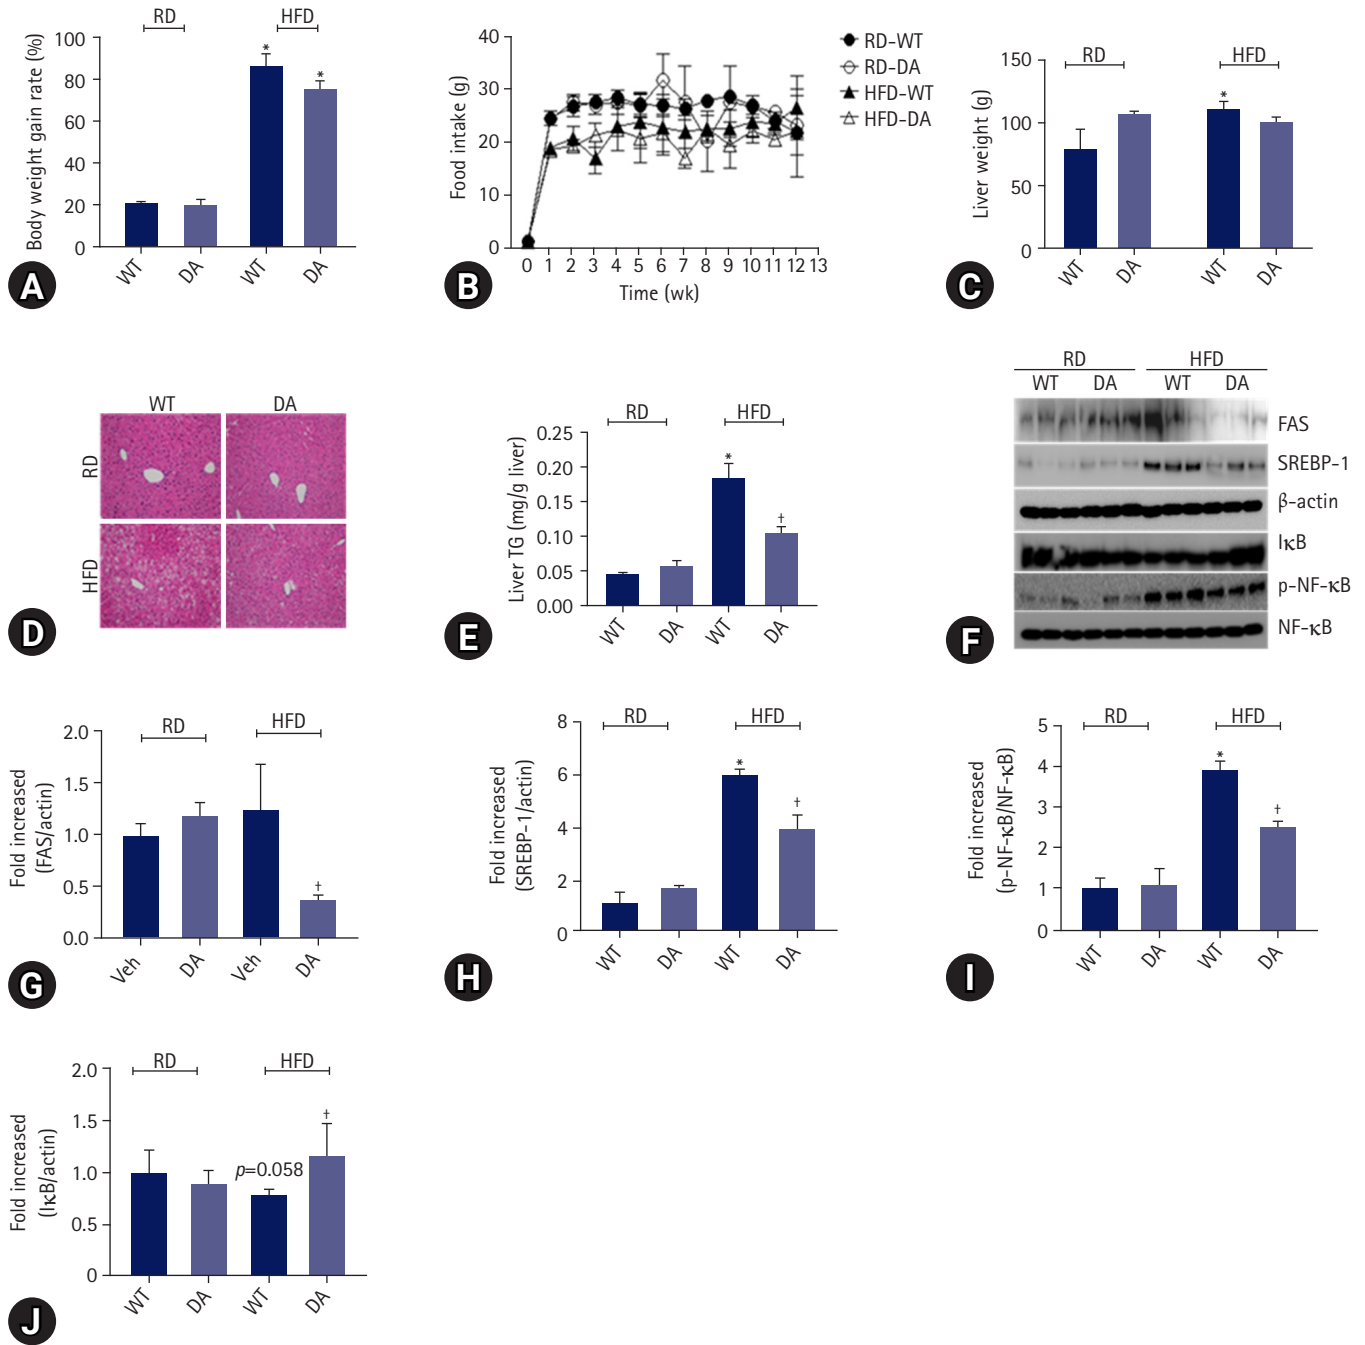 RD HFD
Body weight gain rate (%)
100
80
60
40
20
0
* *
WT DA WT DA
A
Food intake (g)
40
30
20
10
0
0 1 2 3 4 5 6 7 8 9 10 11 12 13
Time (wk)
RD-WT
RD-DA
HFD-WT
HFD-DA
B
RD HFD
Liver weight (g)
150
100
50
0
*
WT DA WT DA
C
WT DA
RD
HFD
D
RD HFD
Liver TG (mg/g liver)
0.25
0.20
0.15
0.10
0.05
0.00
* †
WT DA WT DA
E
RD HFD
WT DA WT DA
FAS
SREBP-1
β-actin
IκB
p-NF-κB
NF-κB
F
RD HFD
Fold increased
(FAS/actin)
2.0
1.5
1.0
0.5
0.0
†
Veh DA Veh DA
G
RD HFD
Fold increased
(SREBP-1/actin)
8
6
4
2
0
* †
WT DA WT DA
H
RD HFD
Fold increased
(p-NF-κB/NF-κB)
5
4
3
2
1
0
* †
WT DA WT DA
I
RD HFD
Fold increased
(IκB/actin)
2.0
1.5
1.0
0.5
0
p=0.058 †
WT DA WT DA
J